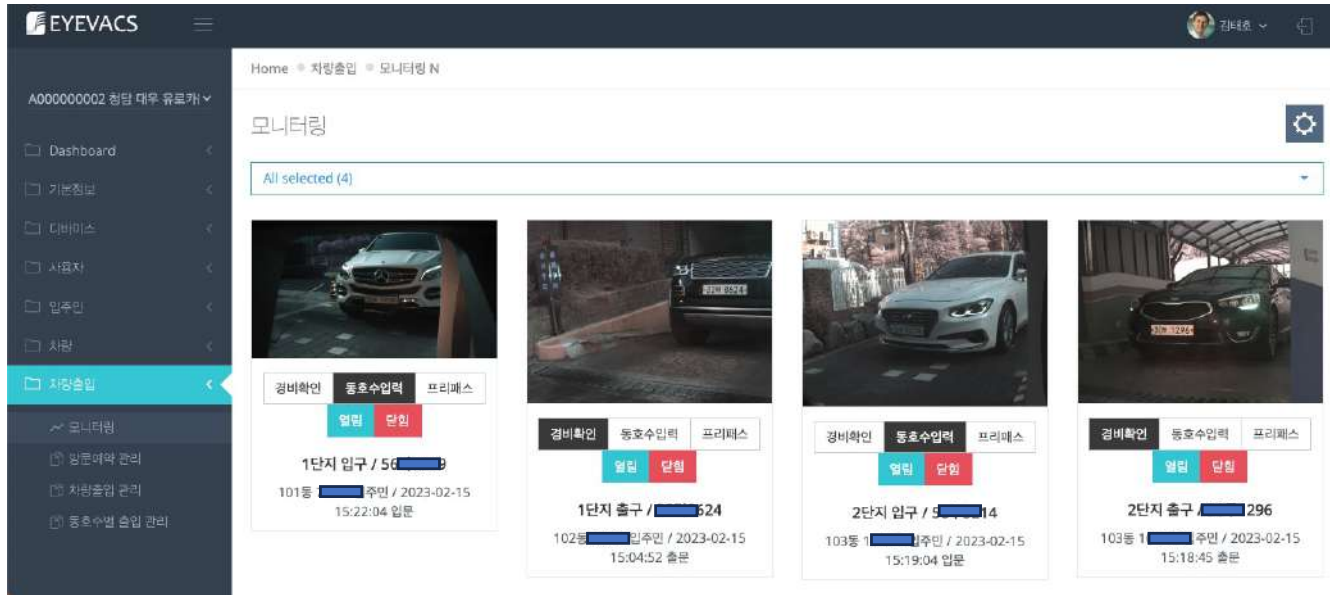 EYEVACS
김태호
Home 차량출입 모니터링 N
A000000002 청담 대우 유로카
모니터링
All selected (4)
Dashboard
기본정보
디바이스
사용자
입주민
차량
차량출입
모니터링
방문예약 관리
차량출입 관리
동호수별 출입 관리
경비확인 동호수입력 프리패스
열림 닫힘
1단지 입구 / 56 9
101동 주민 / 2023-02-15
15:22:04 입문
8624
경비확인 동호수입력 프리패스
열림 닫힘
1단지 출구 / 624
102동 입주민 / 2023-02-15
15:04:52 출문
경비확인 동호수입력 프리패스
열림 닫힘
2단지 입구 / 5 14
103동 1 입주민 / 2023-02-15
15:19:04 입문
1296
경비확인 동호수입력 프리패스
열림 닫힘
2단지 출구 / 296
103동 1 주민 / 2023-02-15
15:18:45 출문